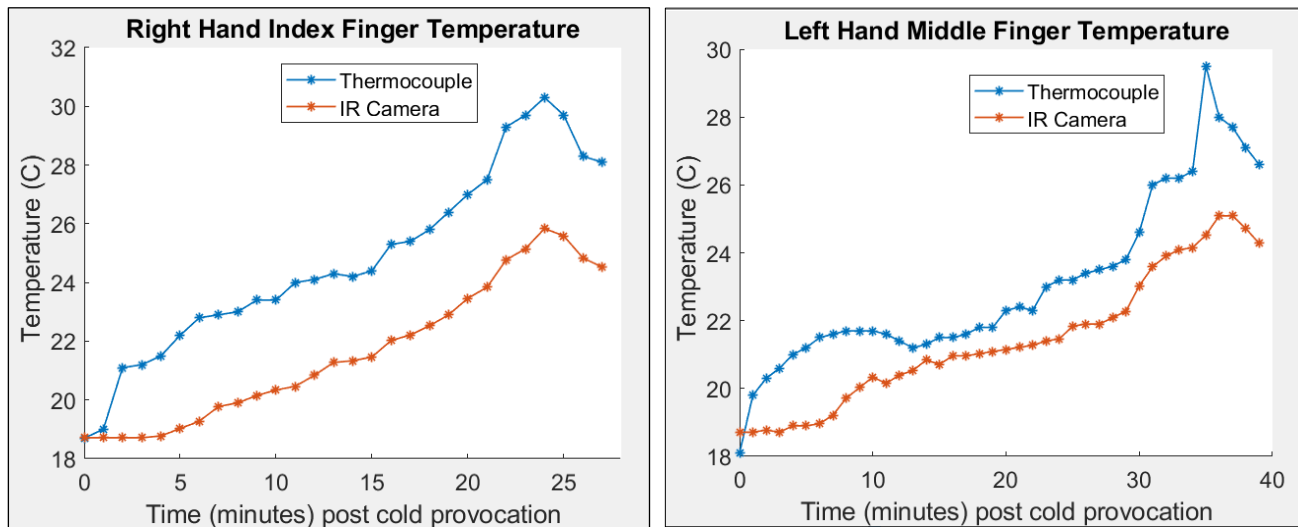 Right Hand Index Finger Temperature
32
30
28
26
24
22
20
18
Temperature (C)
Thermocouple
IR Camera
0 5 10 15 20 25
Time (minutes) post cold provocation
Left Hand Middle Finger Temperature
30
28
26
24
22
20
18
Temperature (C)
Thermocouple
IR Camera
0 10 20 30 40
Time (minutes) post cold provocation